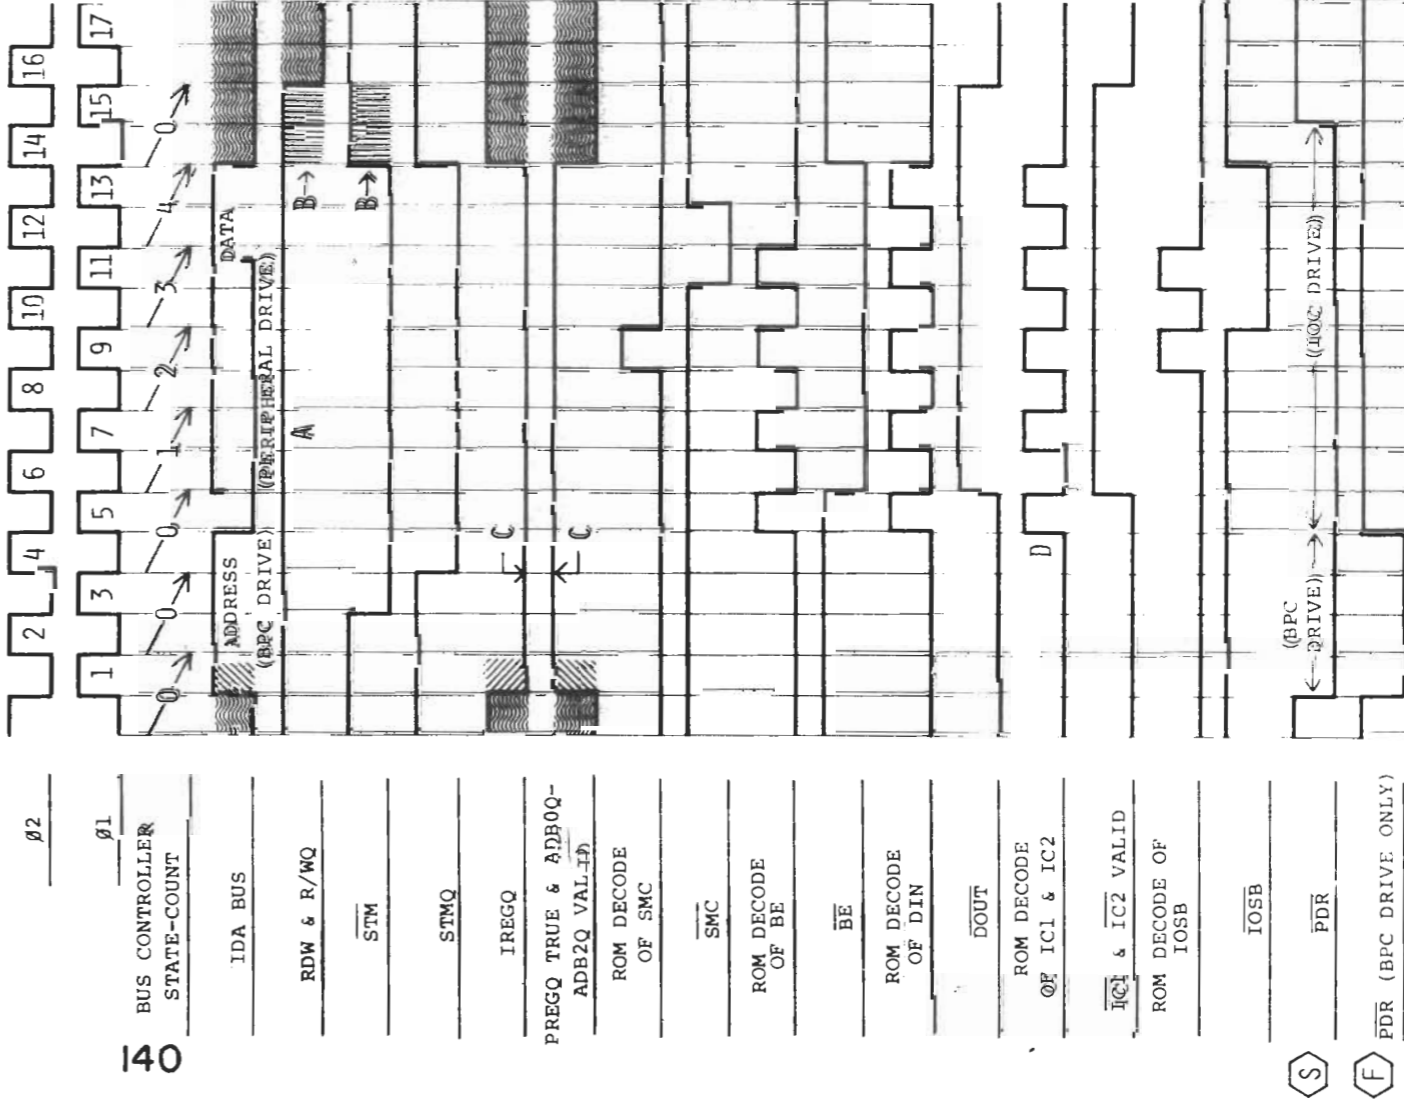 Ø2
2 4 6 8 10 12 14 16
Ø1
1 3 5 7 9 11 13 15 17
BUS CONTROLLER
STATE-COUNT
0 0 0 1 2 3 4 0
IDA BUS
ADDRESS
(BPC DRIVE)
DATA
(PERIPHERAL DRIVE)
RDW & R/WQ
A
B
STM
B
STMQ
IREGQ
C
PREGQ TRUE & ADB0Q-
ADB2Q VALID
C
ROM DECODE
OF SMC
SMC
ROM DECODE
OF BE
BE
ROM DECODE
OF DIN
DOUT
ROM DECODE
OF IC1 & IC2
D
IC1 & IC2 VALID
ROM DECODE OF
IOSB
IOSB
S
PDR
(BPC
DRIVE)
(IOC DRIVE)
F
PDR (BPC DRIVE ONLY)
140